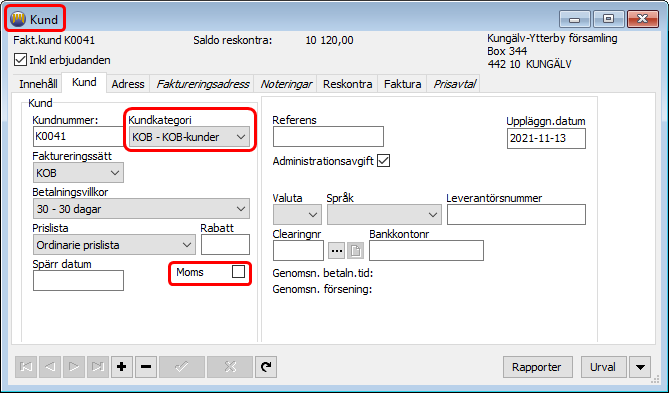 Kund
Fakt.kund K0041 Saldo reskontra: 10 120,00 Kungälv-Ytterby församling
Box 344
442 10 KUNGÄLV
Inkl erbjudanden
Innehåll Kund Adress Faktureringsadress Noteringar Reskontra Faktura Prisavtal
Kund
Kundnummer: Kundkategori
K0041 KOB - KOB-kunder
Faktureringssätt
KOB
Betalningsvillkor
30 - 30 dagar
Prislista Rabatt
Ordinarie prislista
Spärr datum Moms
Referens Uppläggn.datum
2021-11-13
Administrationsavgift
Valuta Språk Leverantörsnummer
Clearingnr Bankkontonr
...
Genomsn. betaln.tid:
Genomsn. försening:
Rapporter Urval